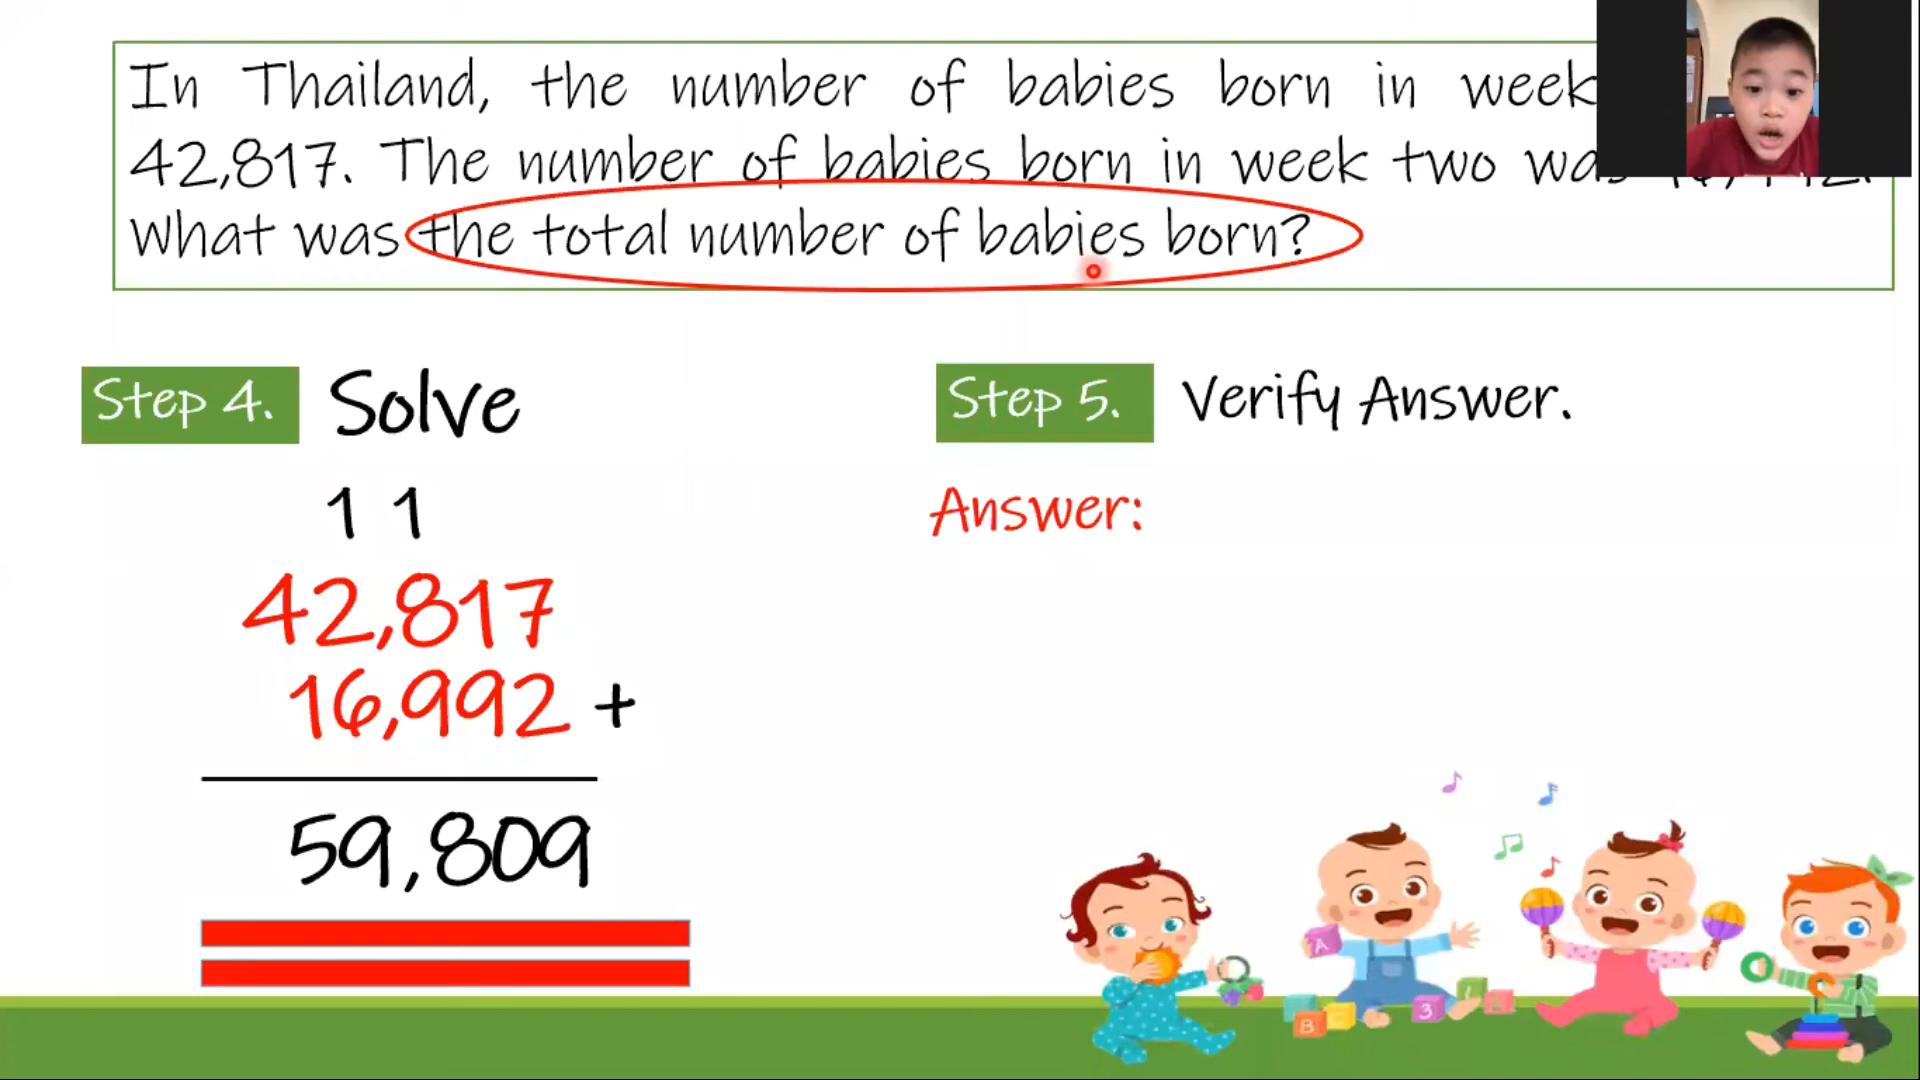 In Thailand, the number of babies born in week
42,817. The number of babies born in week two was
What was the total number of babies born?
Step 4. Solve
Step 5. Verify Answer.
1 1
Answer:
42,817
16,992 +
59,809
A
B C 3